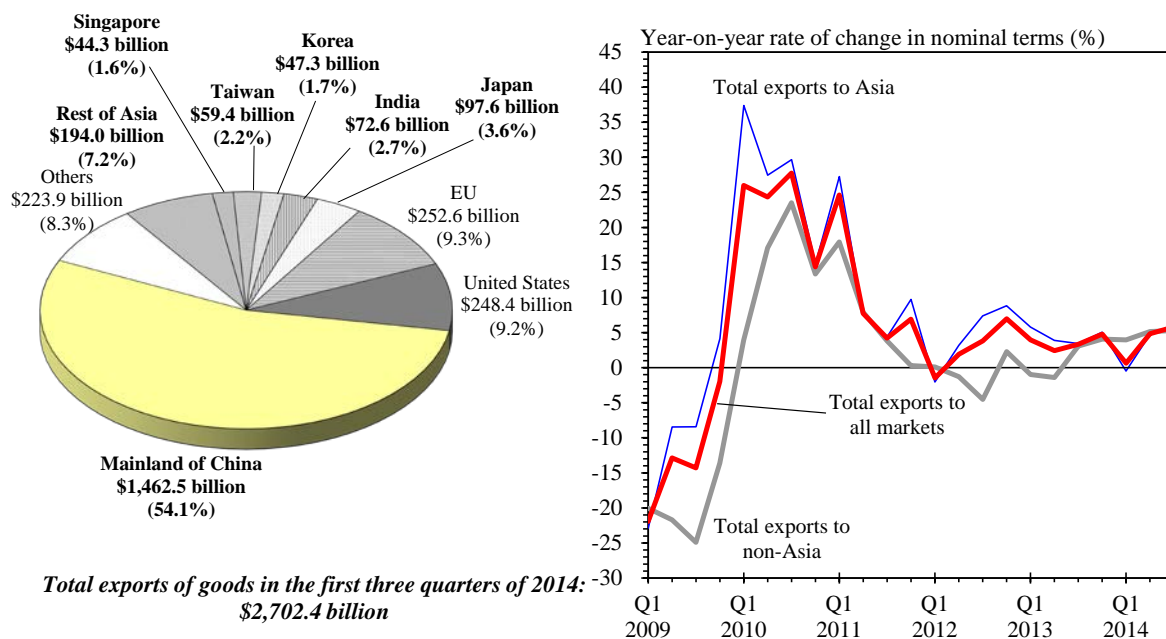 Singapore
$44.3 billion
(1.6%)
Korea
$47.3 billion
(1.7%)
Japan
$97.6 billion
(3.6%)
Taiwan
$59.4 billion
(2.2%)
India
$72.6 billion
(2.7%)
Rest of Asia
$194.0 billion
(7.2%)
Others
$223.9 billion
(8.3%)
EU
$252.6 billion
(9.3%)
United States
$248.4 billion
(9.2%)
Mainland of China
$1,462.5 billion
(54.1%)
Total exports of goods in the first three quarters of 2014:
$2,702.4 billion
Year-on-year rate of change in nominal terms (%)
45
40
35
30
25
20
15
10
5
0
-5
-10
-15
-20
-25
-30
Total exports to Asia
Total exports to
all markets
Total exports to
non-Asia
Q1 Q1 Q1 Q1 Q1 Q1
2009 2010 2011 2012 2013 2014